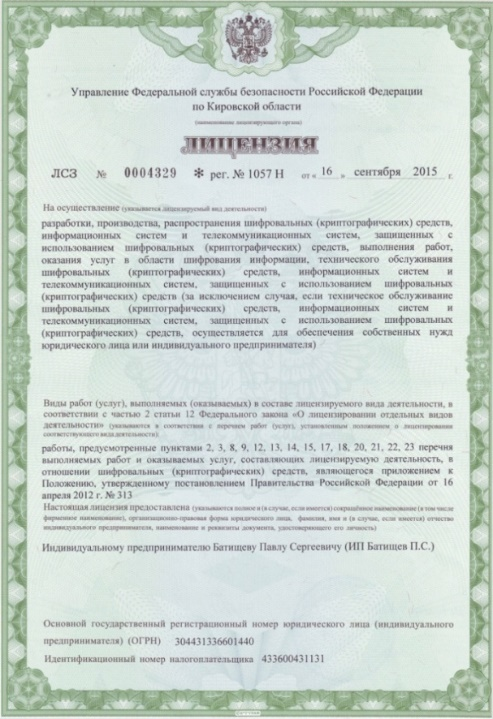 Управление Федеральной службы безопасности Российской Федерации
по Кировской области
(наименование лицензирующего органа)
ЛИЦЕНЗИЯ
ЛСЗ № 0004329 * рег. № 1057 Н от « 16 » сентября 2015 г.
На осуществление (указывается лицензируемый вид деятельности)
разработки, производства, распространения шифровальных (криптографических) средств,
информационных систем и телекоммуникационных систем, защищенных с
использованием шифровальных (криптографических) средств, выполнения работ,
оказания услуг в области шифрования информации, технического обслуживания
шифровальных (криптографических) средств, информационных систем и
телекоммуникационных систем, защищенных с использованием шифровальных
(криптографических) средств (за исключением случая, если техническое обслуживание
шифровальных (криптографических) средств, информационных систем и
телекоммуникационных систем, защищенных с использованием шифровальных
(криптографических) средств, осуществляется для обеспечения собственных нужд
юридического лица или индивидуального предпринимателя)
Виды работ (услуг), выполняемых (оказываемых) в составе лицензируемого вида деятельности, в
соответствии с частью 2 статьи 12 Федерального закона «О лицензировании отдельных видов
деятельности» (указывается в соответствии с перечнем работ (услуг), установленным положением о лицензировании
соответствующего вида деятельности):
работы, предусмотренные пунктами 2, 3, 8, 9, 12, 13, 14, 15, 17, 18, 20, 21, 22, 23 перечня
выполняемых работ и оказываемых услуг, составляющих лицензируемую деятельность, в
отношении шифровальных (криптографических) средств, являющегося приложением к
Положению, утвержденному постановлением Правительства Российской Федерации от 16
апреля 2012 г. № 313
Настоящая лицензия предоставлена (указывается полное и (в случае, если имеется) сокращённое наименование (в том числе
фирменное наименование), организационно-правовая форма юридического лица, фамилия, имя и (в случае, если имеется) отчество
индивидуального предпринимателя, наименование и реквизиты документа, удостоверяющего его личность)
Индивидуальному предпринимателю Батищеву Павлу Сергеевичу (ИП Батищев П.С.)
Основной государственный регистрационный номер юридического лица (индивидуального
предпринимателя) (ОГРН) 304431336601440
Идентификационный номер налогоплательщика 433600431131